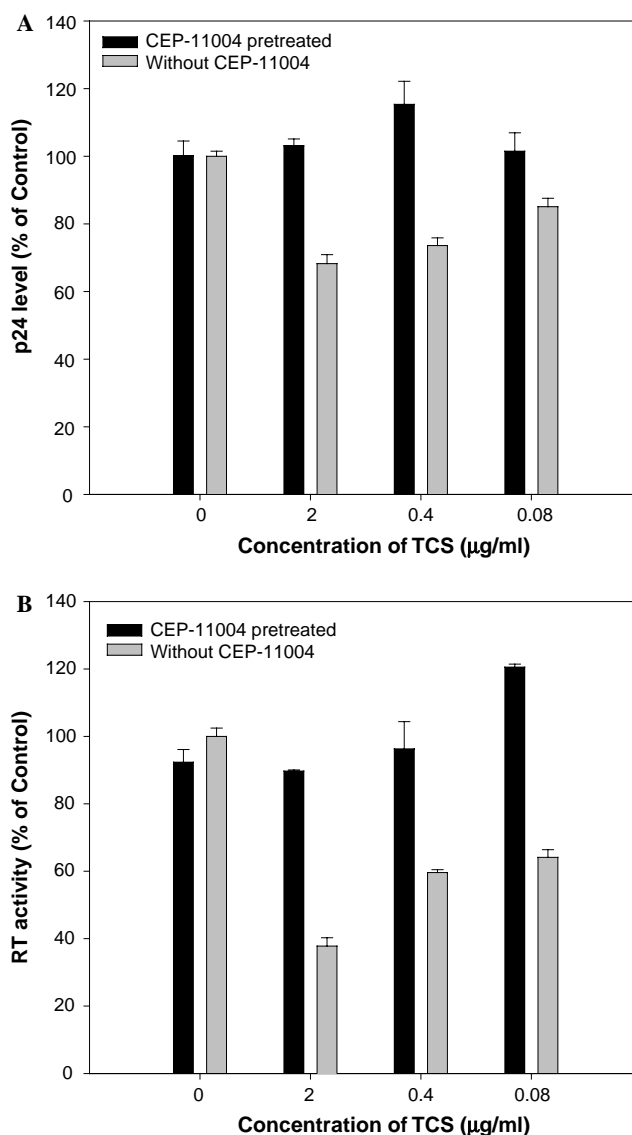 A
140
120
100
80
60
40
20
0
CEP-11004 pretreated
Without CEP-11004
p24 level (% of Control)
0 2 0.4 0.08
Concentration of TCS (μg/ml)
B
140
120
100
80
60
40
20
0
CEP-11004 pretreated
Without CEP-11004
RT activity (% of Control)
0 2 0.4 0.08
Concentration of TCS (μg/ml)